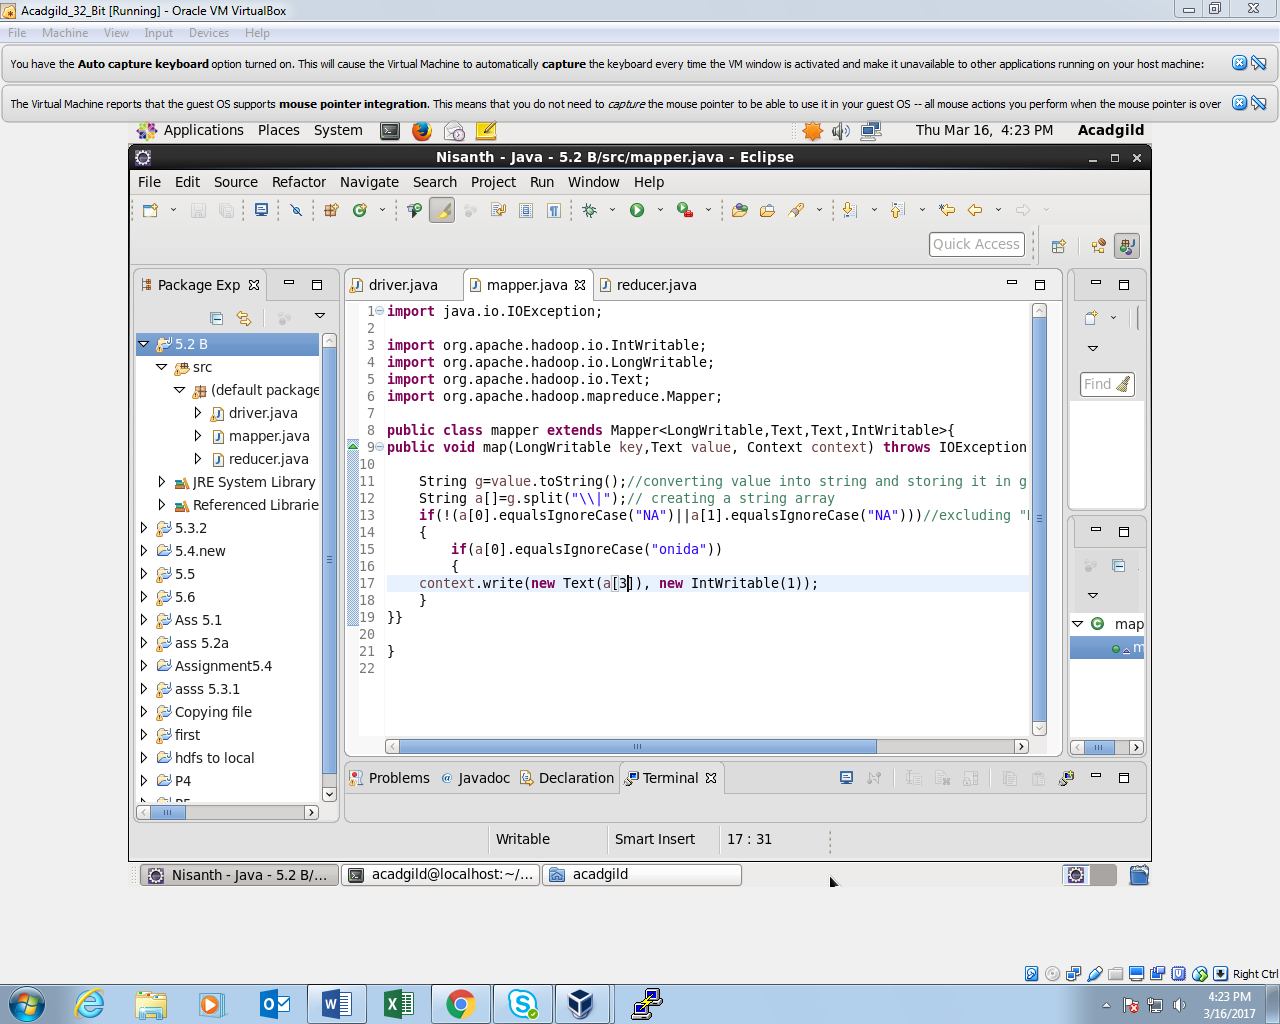 Acadgild_32_Bit [Running] - Oracle VM VirtualBox
File Machine View Input Devices Help
You have the Auto capture keyboard option turned on. This will cause the Virtual Machine to automatically capture the keyboard every time the VM window is activated and make it unavailable to other applications running on your host machine:
The Virtual Machine reports that the guest OS supports mouse pointer integration. This means that you do not need to capture the mouse pointer to be able to use it in your guest OS -- all mouse actions you perform when the mouse pointer is over
Applications Places System Thu Mar 16, 4:23 PM Acadgild
Nisanth - Java - 5.2 B/src/mapper.java - Eclipse
File Edit Source Refactor Navigate Search Project Run Window Help
Quick Access
Package Exp
driver.java mapper.java reducer.java
5.2 B
src
(default package
driver.java
mapper.java
reducer.java
JRE System Library
Referenced Librarie
5.3.2
5.4.new
5.5
5.6
Ass 5.1
ass 5.2a
Assignment5.4
asss 5.3.1
Copying file
first
hdfs to local
P4
1 import java.io.IOException;
2
3 import org.apache.hadoop.io.IntWritable;
4 import org.apache.hadoop.io.LongWritable;
5 import org.apache.hadoop.io.Text;
6 import org.apache.hadoop.mapreduce.Mapper;
7
8 public class mapper extends Mapper<LongWritable,Text,Text,IntWritable>{
9 public void map(LongWritable key,Text value, Context context) throws IOException
10
11 String g=value.toString();//converting value into string and storing it in g
12 String a[]=g.split("\\|");// creating a string array
13 if(!(a[0].equalsIgnoreCase("NA")||a[1].equalsIgnoreCase("NA")))//excluding "
14 {
15 if(a[0].equalsIgnoreCase("onida"))
16 {
17 context.write(new Text(a[3]), new IntWritable(1));
18 }
19 }}
20
21 }
22
Find
map
m
Problems Javadoc Declaration Terminal
Writable Smart Insert 17 : 31
Nisanth - Java - 5.2 B/... acadgild@localhost:~/... acadgild
Right Ctrl
4:23 PM
3/16/2017